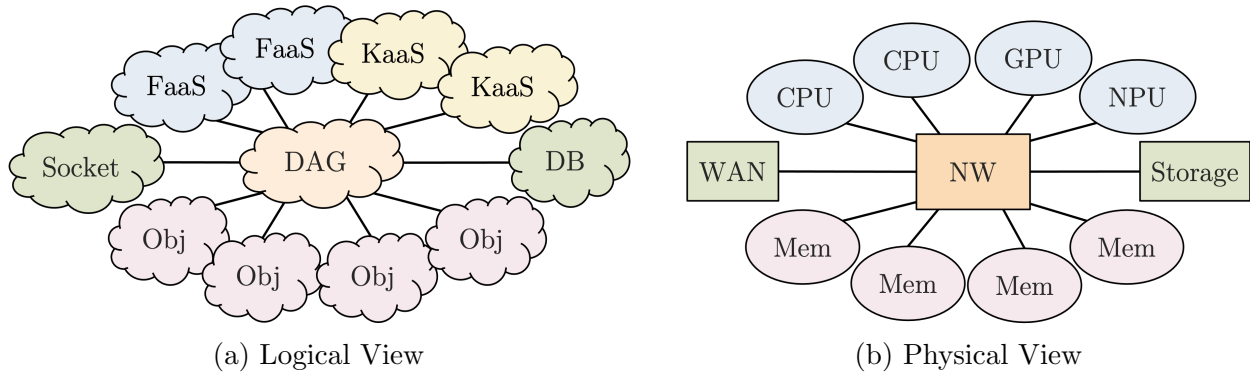 FaaS
FaaS
KaaS
KaaS
Socket
DAG
DB
Obj
Obj
Obj
Obj
(a) Logical View
CPU
CPU
GPU
NPU
WAN
NW
Storage
Mem
Mem
Mem
Mem
(b) Physical View